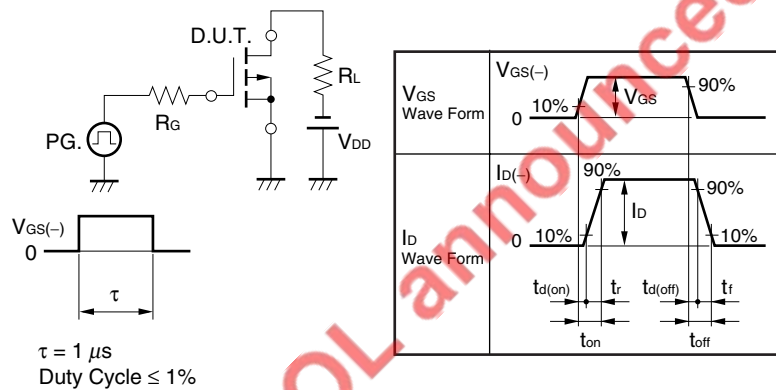 D.U.T.
RL
RG
PG.
VDD
VGS(−)
0
τ
τ = 1 μs
Duty Cycle ≤ 1%
VGS
Wave Form
VGS(−)
10%
0
VGS
90%
ID
Wave Form
ID(−)
90%
90%
ID
0
10%
10%
td(on)
tr
td(off)
tf
ton
toff
OL announced